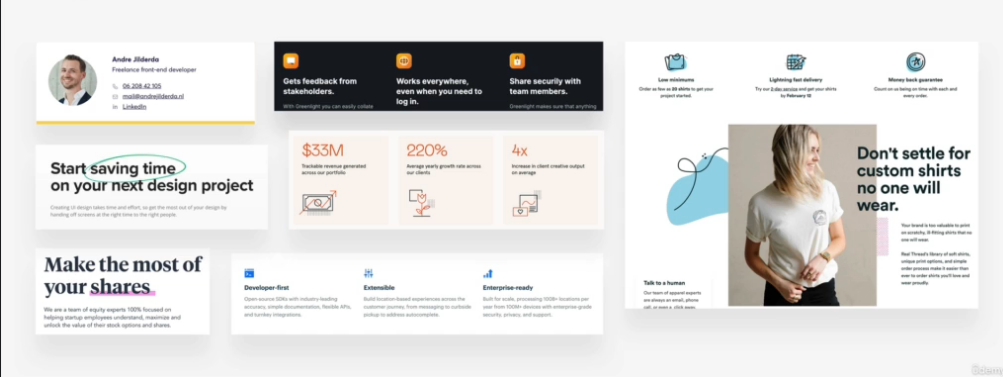 Andre Jilderda
Freelance front-end developer
06 208 42 105
mail@andrejilderda.nl
LinkedIn
Start saving time
on your next design project
Creating UI design takes time and effort, so get the most out of your design by
handing off screens at the right time to the right people.
Make the most of
your shares
We are a team of equity experts 100% focused on
helping startup employees understand, maximize and
unlock the value of their stock options and shares.
Gets feedback from
stakeholders.
With Greenlight you can easily collate
Works everywhere,
even when you need to
log in.
Share securily with
team members.
Greenlight makes sure that anything
$33M
Trackable revenue generated
across our portfolio
220%
Average yearly growth rate across
our clients
4x
Increase in client creative output
on average
Developer-first
Open-source SDKs with industry-leading
accuracy, simple documentation, flexible APIs,
and turnkey integrations.
Extensible
Build location-based experiences across the
customer journey, from messaging to curbside
pickup to address autocomplete.
Enterprise-ready
Built for scale, processing 100B+ locations per
year from 100M+ devices with enterprise-grade
security, privacy, and support.
Low minimums
Order as few as 20 shirts to get your
project started.
Lightning fast delivery
Try our 2-day service and get your shirts
by February 10
Money back guarantee
Count on us being on time with each and
every order.
Don't settle for
custom shirts
no one will
wear.
Your brand is too valuable to print
on scratchy, ill-fitting shirts that no
one will wear.
Real Thread's library of soft shirts,
unique print options, and simple
order process make it easier than
ever to order shirts you'll love and
wear proudly.
Talk to a human
Our team of apparel experts
are always an email, phone
call, or even a click away.
Udemy